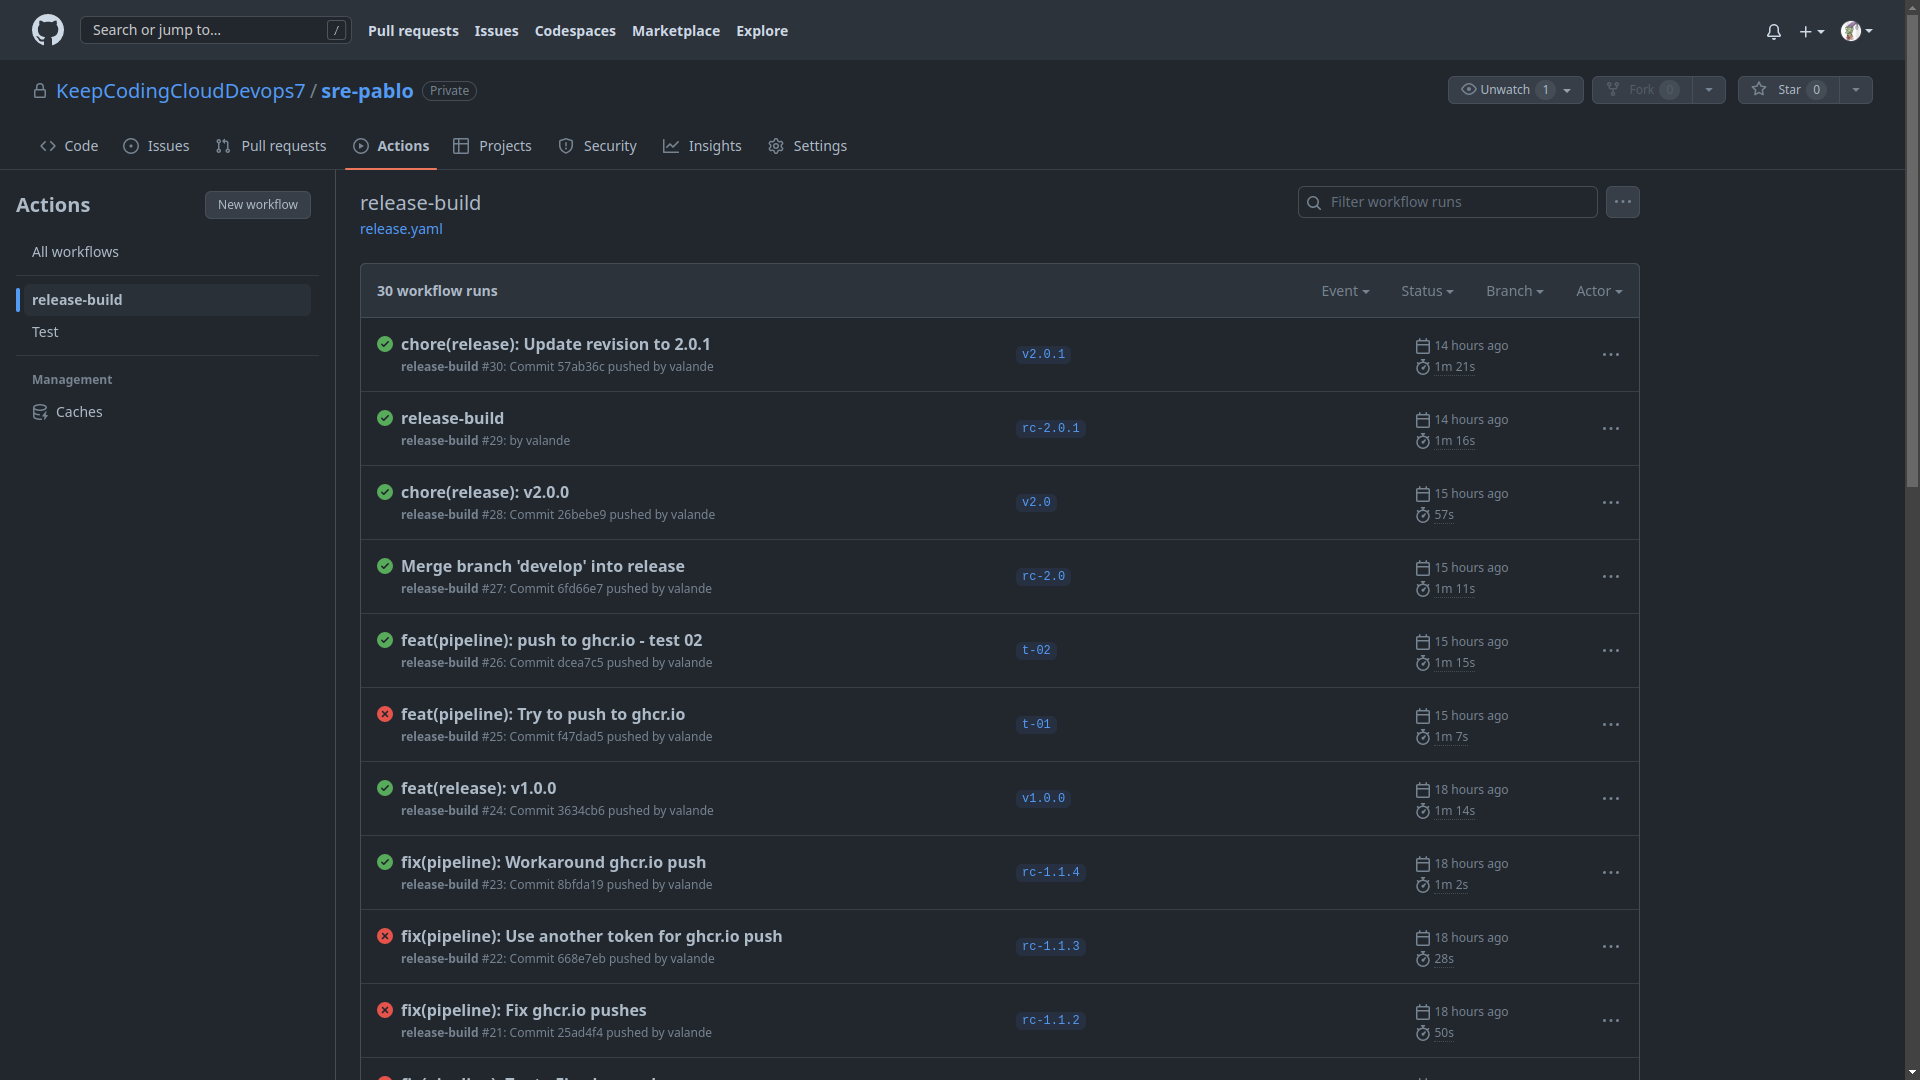 Search or jump to...
/
Pull requests
Issues
Codespaces
Marketplace
Explore
KeepCodingCloudDevops7 / sre-pablo
Private
Unwatch 1
Fork 0
Star 0
Code
Issues
Pull requests
Actions
Projects
Security
Insights
Settings
Actions
New workflow
All workflows
release-build
Test
Management
Caches
release-build
release.yaml
Filter workflow runs
30 workflow runs
Event
Status
Branch
Actor
chore(release): Update revision to 2.0.1
release-build #30: Commit 57ab36c pushed by valande
v2.0.1
14 hours ago
1m 21s
release-build
release-build #29: by valande
rc-2.0.1
14 hours ago
1m 16s
chore(release): v2.0.0
release-build #28: Commit 26bebe9 pushed by valande
v2.0
15 hours ago
57s
Merge branch 'develop' into release
release-build #27: Commit 6fd66e7 pushed by valande
rc-2.0
15 hours ago
1m 11s
feat(pipeline): push to ghcr.io - test 02
release-build #26: Commit dcea7c5 pushed by valande
t-02
15 hours ago
1m 15s
feat(pipeline): Try to push to ghcr.io
release-build #25: Commit f47dad5 pushed by valande
t-01
15 hours ago
1m 7s
feat(release): v1.0.0
release-build #24: Commit 3634cb6 pushed by valande
v1.0.0
18 hours ago
1m 14s
fix(pipeline): Workaround ghcr.io push
release-build #23: Commit 8bfda19 pushed by valande
rc-1.1.4
18 hours ago
1m 2s
fix(pipeline): Use another token for ghcr.io push
release-build #22: Commit 668e7eb pushed by valande
rc-1.1.3
18 hours ago
28s
fix(pipeline): Fix ghcr.io pushes
release-build #21: Commit 25ad4f4 pushed by valande
rc-1.1.2
18 hours ago
50s